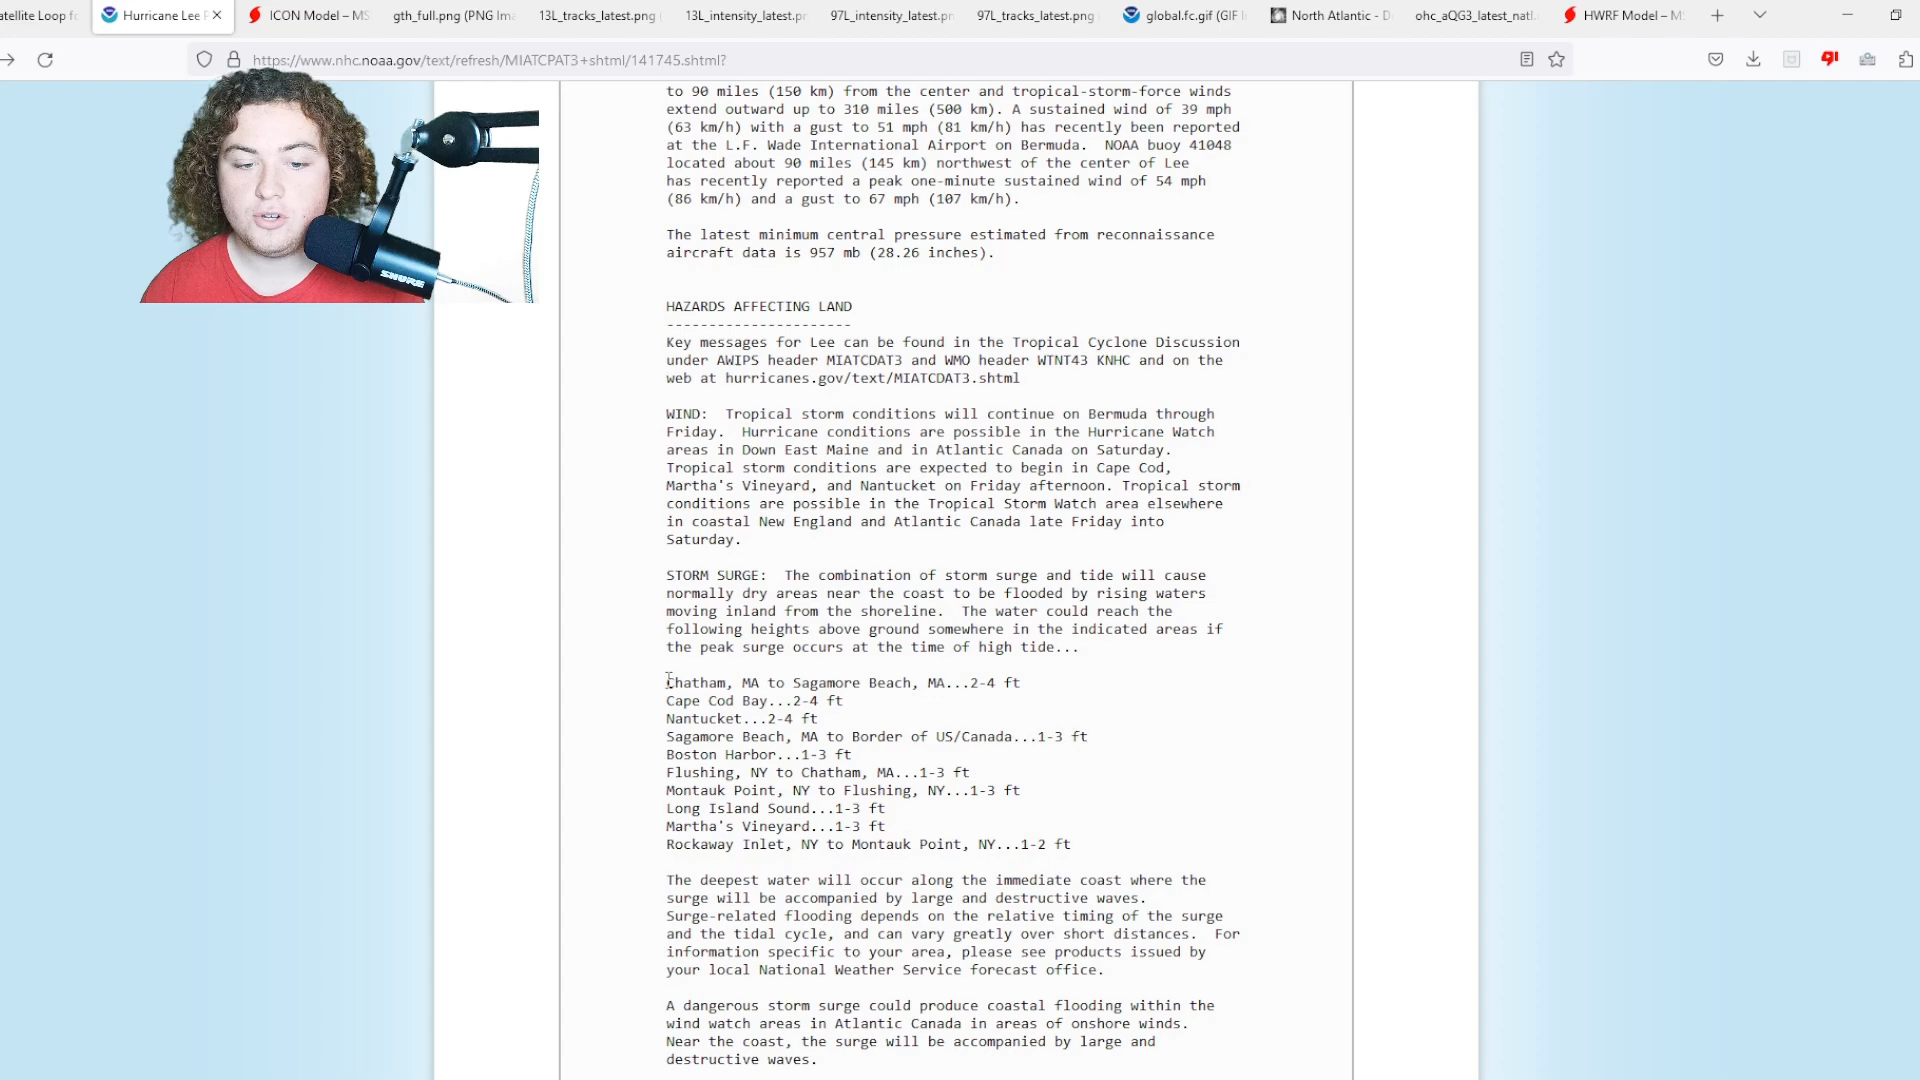 atellite Loop fo
Hurricane Lee P
ICON Model – MS
gth_full.png (PNG Ima
13L_tracks_latest.png
13L_intensity_latest.pn
97L_intensity_latest.pn
97L_tracks_latest.png
global.fc.gif (GIF I
North Atlantic - D
ohc_aQG3_latest_natl.
HWRF Model – MS
https://www.nhc.noaa.gov/text/refresh/MIATCPAT3+shtml/141745.shtml?
to 90 miles (150 km) from the center and tropical-storm-force winds
extend outward up to 310 miles (500 km). A sustained wind of 39 mph
(63 km/h) with a gust to 51 mph (81 km/h) has recently been reported
at the L.F. Wade International Airport on Bermuda. NOAA buoy 41048
located about 90 miles (145 km) northwest of the center of Lee
has recently reported a peak one-minute sustained wind of 54 mph
(86 km/h) and a gust to 67 mph (107 km/h).
The latest minimum central pressure estimated from reconnaissance
aircraft data is 957 mb (28.26 inches).
HAZARDS AFFECTING LAND
----------------------
Key messages for Lee can be found in the Tropical Cyclone Discussion
under AWIPS header MIATCDAT3 and WMO header WTNT43 KNHC and on the
web at hurricanes.gov/text/MIATCDAT3.shtml
WIND: Tropical storm conditions will continue on Bermuda through
Friday. Hurricane conditions are possible in the Hurricane Watch
areas in Down East Maine and in Atlantic Canada on Saturday.
Tropical storm conditions are expected to begin in Cape Cod,
Martha's Vineyard, and Nantucket on Friday afternoon. Tropical storm
conditions are possible in the Tropical Storm Watch area elsewhere
in coastal New England and Atlantic Canada late Friday into
Saturday.
STORM SURGE: The combination of storm surge and tide will cause
normally dry areas near the coast to be flooded by rising waters
moving inland from the shoreline. The water could reach the
following heights above ground somewhere in the indicated areas if
the peak surge occurs at the time of high tide...
Chatham, MA to Sagamore Beach, MA...2-4 ft
Cape Cod Bay...2-4 ft
Nantucket...2-4 ft
Sagamore Beach, MA to Border of US/Canada...1-3 ft
Boston Harbor...1-3 ft
Flushing, NY to Chatham, MA...1-3 ft
Montauk Point, NY to Flushing, NY...1-3 ft
Long Island Sound...1-3 ft
Martha's Vineyard...1-3 ft
Rockaway Inlet, NY to Montauk Point, NY...1-2 ft
The deepest water will occur along the immediate coast where the
surge will be accompanied by large and destructive waves.
Surge-related flooding depends on the relative timing of the surge
and the tidal cycle, and can vary greatly over short distances. For
information specific to your area, please see products issued by
your local National Weather Service forecast office.
A dangerous storm surge could produce coastal flooding within the
wind watch areas in Atlantic Canada in areas of onshore winds.
Near the coast, the surge will be accompanied by large and
destructive waves.
SHURE